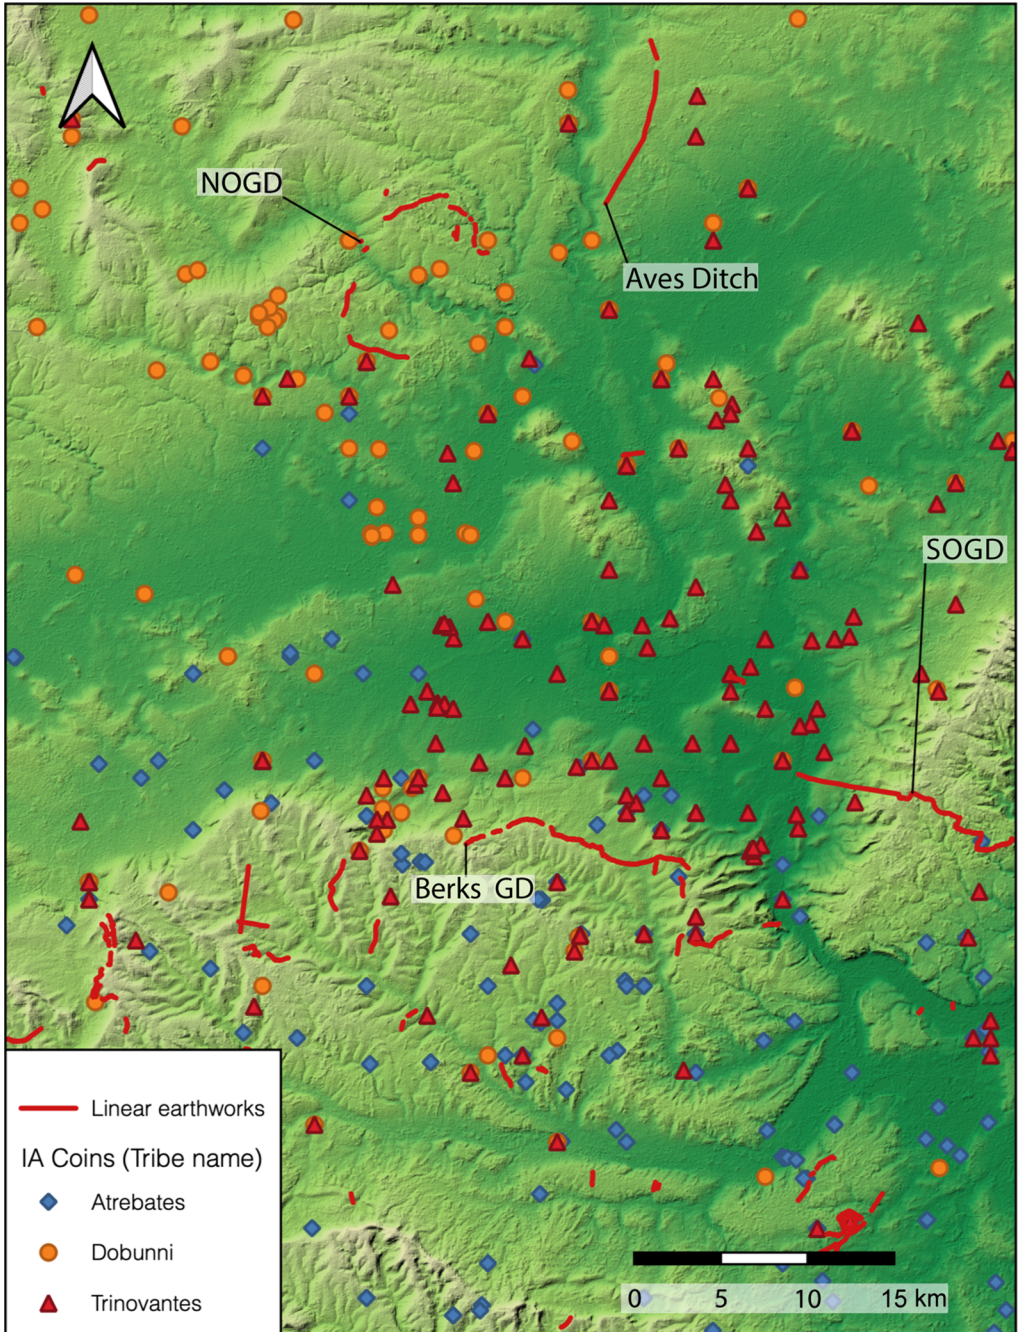 NOGD
Aves Ditch
SOGD
Berks GD
Linear earthworks
IA Coins (Tribe name)
Atrebates
Dobunni
Trinovantes
0 5 10 15 km